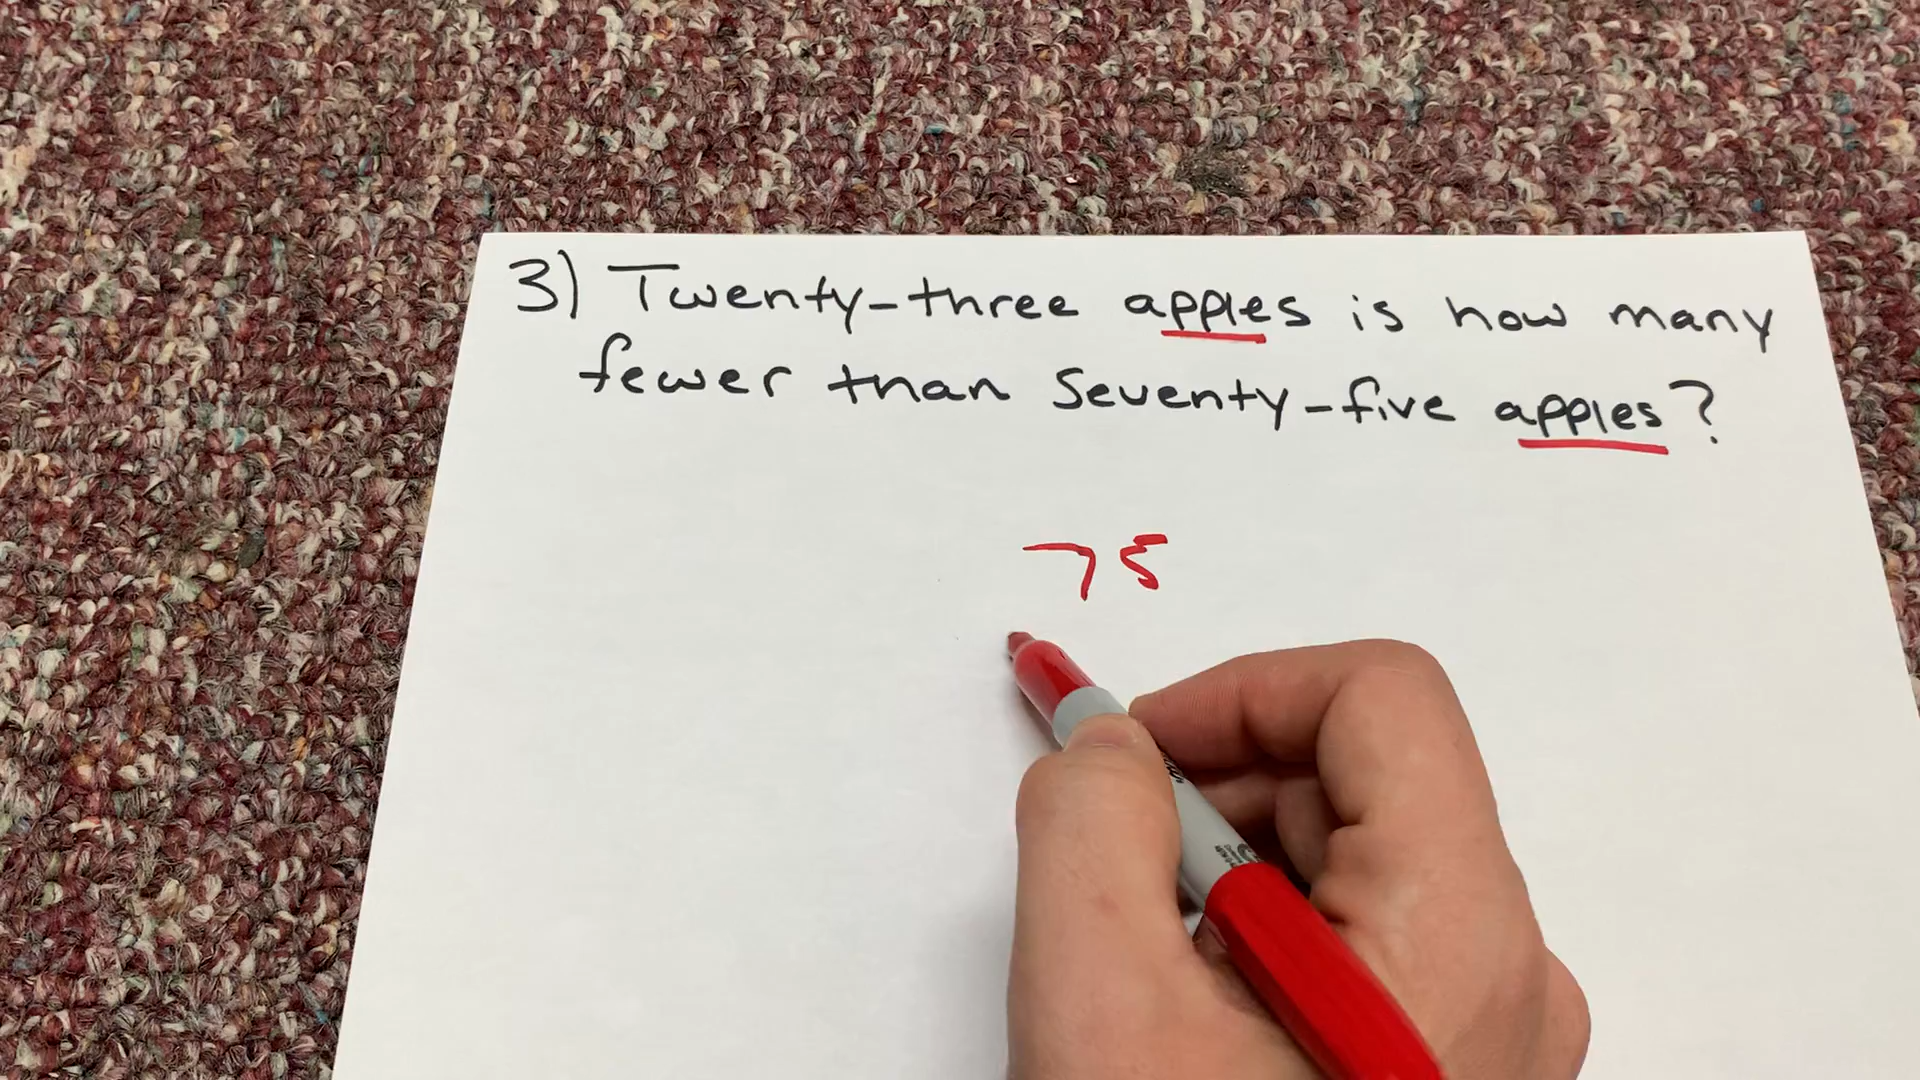 3) Twenty-three apples is how many
fewer than Seventy-five apples?
75